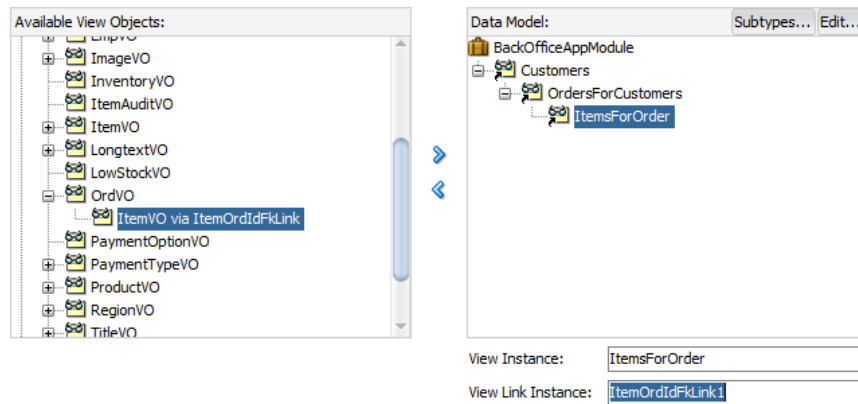 Available View Objects:
EmpVO
ImageVO
InventoryVO
ItemAuditVO
ItemVO
LongtextVO
LowStockVO
OrdVO
ItemVO via ItemOrdIdFkLink
PaymentOptionVO
PaymentTypeVO
ProductVO
RegionVO
TitleVO
Data Model:
Subtypes... Edit...
BackOfficeAppModule
Customers
OrdersForCustomers
ItemsForOrder
View Instance: ItemsForOrder
View Link Instance: ItemOrdIdFkLink1